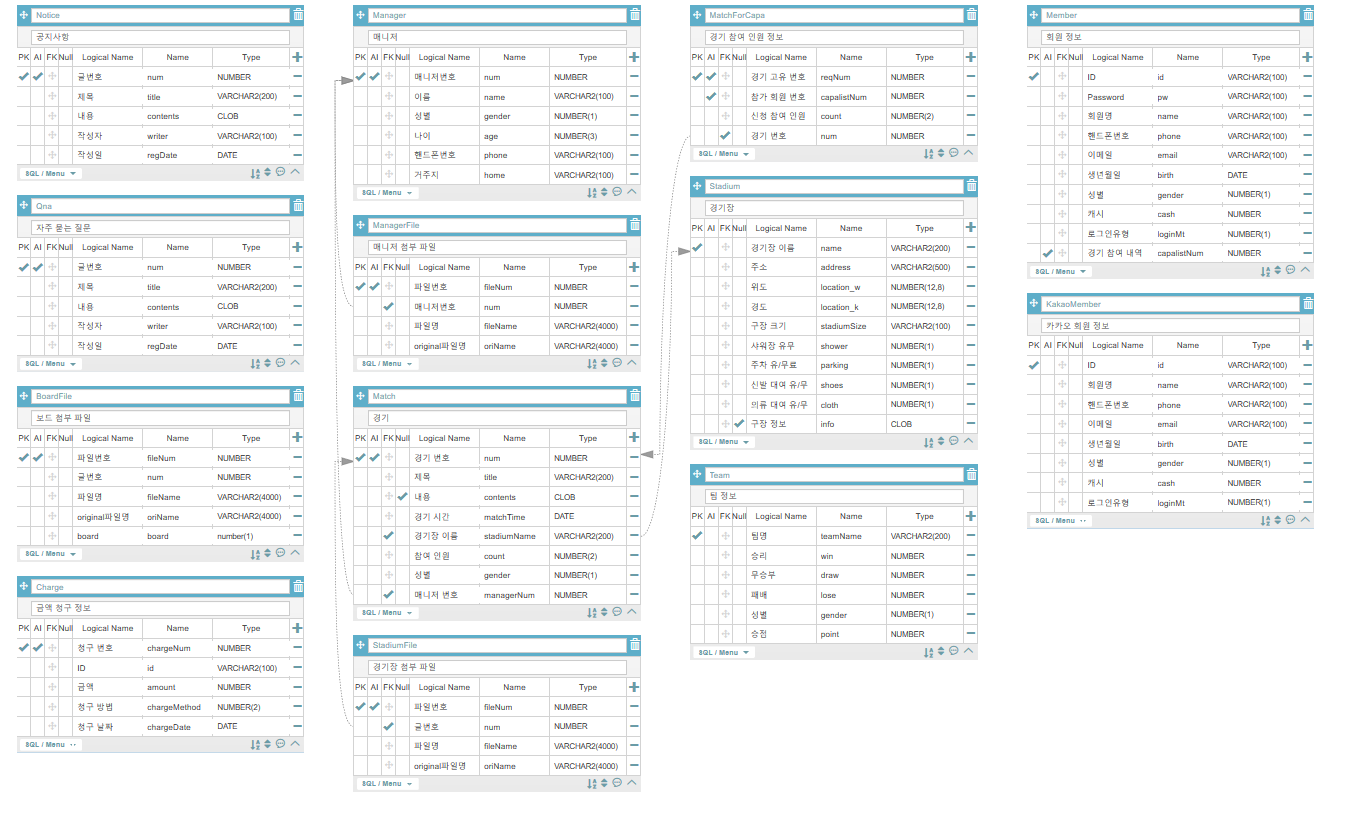 Notice
공지사항
PK AI FK Null Logical Name Name Type
글번호 num NUMBER
제목 title VARCHAR2(200)
내용 contents CLOB
작성자 writer VARCHAR2(100)
작성일 regDate DATE
SQL / Menu
Qna
자주 묻는 질문
PK AI FK Null Logical Name Name Type
글번호 num NUMBER
제목 title VARCHAR2(200)
내용 contents CLOB
작성자 writer VARCHAR2(100)
작성일 regDate DATE
SQL / Menu
BoardFile
보드 첨부 파일
PK AI FK Null Logical Name Name Type
파일번호 fileNum NUMBER
글번호 num NUMBER
파일명 fileName VARCHAR2(4000)
original파일명 oriName VARCHAR2(4000)
board board number(1)
SQL / Menu
Charge
금액 청구 정보
PK AI FK Null Logical Name Name Type
청구 번호 chargeNum NUMBER
ID id VARCHAR2(100)
금액 amount NUMBER
청구 방법 chargeMethod NUMBER(2)
청구 날짜 chargeDate DATE
SQL / Menu
Manager
매니저
PK AI FK Null Logical Name Name Type
매니저번호 num NUMBER
이름 name VARCHAR2(100)
성별 gender NUMBER(1)
나이 age NUMBER(3)
핸드폰번호 phone VARCHAR2(100)
거주지 home VARCHAR2(100)
SQL / Menu
ManagerFile
매니저 첨부 파일
PK AI FK Null Logical Name Name Type
파일번호 fileNum NUMBER
매니저번호 num NUMBER
파일명 fileName VARCHAR2(4000)
original파일명 oriName VARCHAR2(4000)
SQL / Menu
Match
경기
PK AI FK Null Logical Name Name Type
경기 번호 num NUMBER
제목 title VARCHAR2(200)
내용 contents CLOB
경기 시간 matchTime DATE
경기장 이름 stadiumName VARCHAR2(200)
참여 인원 count NUMBER(2)
성별 gender NUMBER(1)
매니저 번호 managerNum NUMBER
SQL / Menu
StadiumFile
경기장 첨부 파일
PK AI FK Null Logical Name Name Type
파일번호 fileNum NUMBER
글번호 num NUMBER
파일명 fileName VARCHAR2(4000)
original파일명 oriName VARCHAR2(4000)
SQL / Menu
MatchForCapa
경기 참여 인원 정보
PK AI FK Null Logical Name Name Type
경기 고유 번호 reqNum NUMBER
참가 회원 번호 capalistNum NUMBER
신청 참여 인원 count NUMBER(2)
경기 번호 num NUMBER
SQL / Menu
Stadium
경기장
PK AI FK Null Logical Name Name Type
경기장 이름 name VARCHAR2(200)
주소 address VARCHAR2(500)
위도 location_w NUMBER(12,8)
경도 location_k NUMBER(12,8)
구장 크기 stadiumSize VARCHAR2(100)
샤워장 유무 shower NUMBER(1)
주차 유/무료 parking NUMBER(1)
신발 대여 유/무 shoes NUMBER(1)
의류 대여 유/무 cloth NUMBER(1)
구장 정보 info CLOB
SQL / Menu
Team
팀 정보
PK AI FK Null Logical Name Name Type
팀명 teamName VARCHAR2(200)
승리 win NUMBER
무승부 draw NUMBER
패배 lose NUMBER
성별 gender NUMBER(1)
승점 point NUMBER
SQL / Menu
Member
회원 정보
PK AI FK Null Logical Name Name Type
ID id VARCHAR2(100)
Password pw VARCHAR2(100)
회원명 name VARCHAR2(100)
핸드폰번호 phone VARCHAR2(100)
이메일 email VARCHAR2(100)
생년월일 birth DATE
성별 gender NUMBER(1)
캐시 cash NUMBER
로그인유형 loginMt NUMBER(1)
경기 참여 내역 capalistNum NUMBER
SQL / Menu
KakaoMember
카카오 회원 정보
PK AI FK Null Logical Name Name Type
ID id VARCHAR2(100)
회원명 name VARCHAR2(100)
핸드폰번호 phone VARCHAR2(100)
이메일 email VARCHAR2(100)
생년월일 birth DATE
성별 gender NUMBER(1)
캐시 cash NUMBER
로그인유형 loginMt NUMBER(1)
SQL / Menu